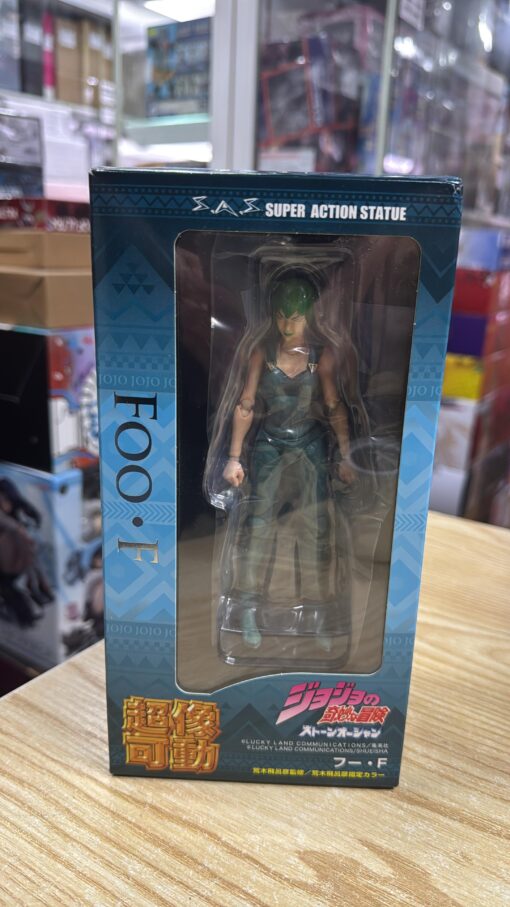 S.A.S SUPER ACTION STATUE
FOO・F
JOJO JOJO JOJO
JOJO JOJO JOJO
超像
可動
ジョジョの
奇妙な冒険
ストーンオーシャン
©LUCKY LAND COMMUNICATIONS/集英社
©LUCKY LAND COMMUNICATIONS/SHUEISHA
フー・F
荒木飛呂彦監修/荒木飛呂彦指定カラー